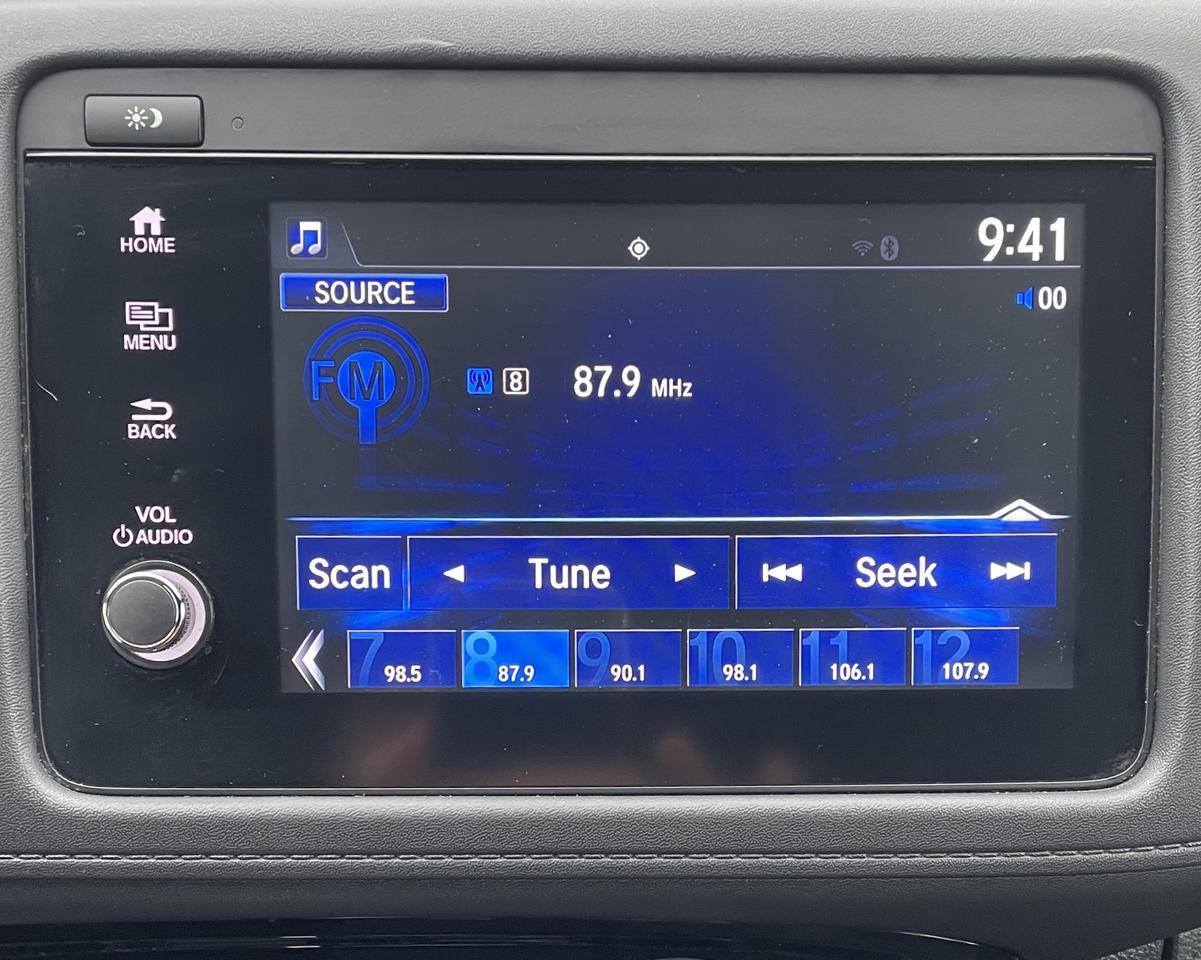 HOME
MENU
BACK
VOL
AUDIO
9:41
SOURCE
00
FM
8 87.9 MHz
Scan Tune Seek
7 98.5 8 87.9 9 90.1 10 98.1 11 106.1 12 107.9